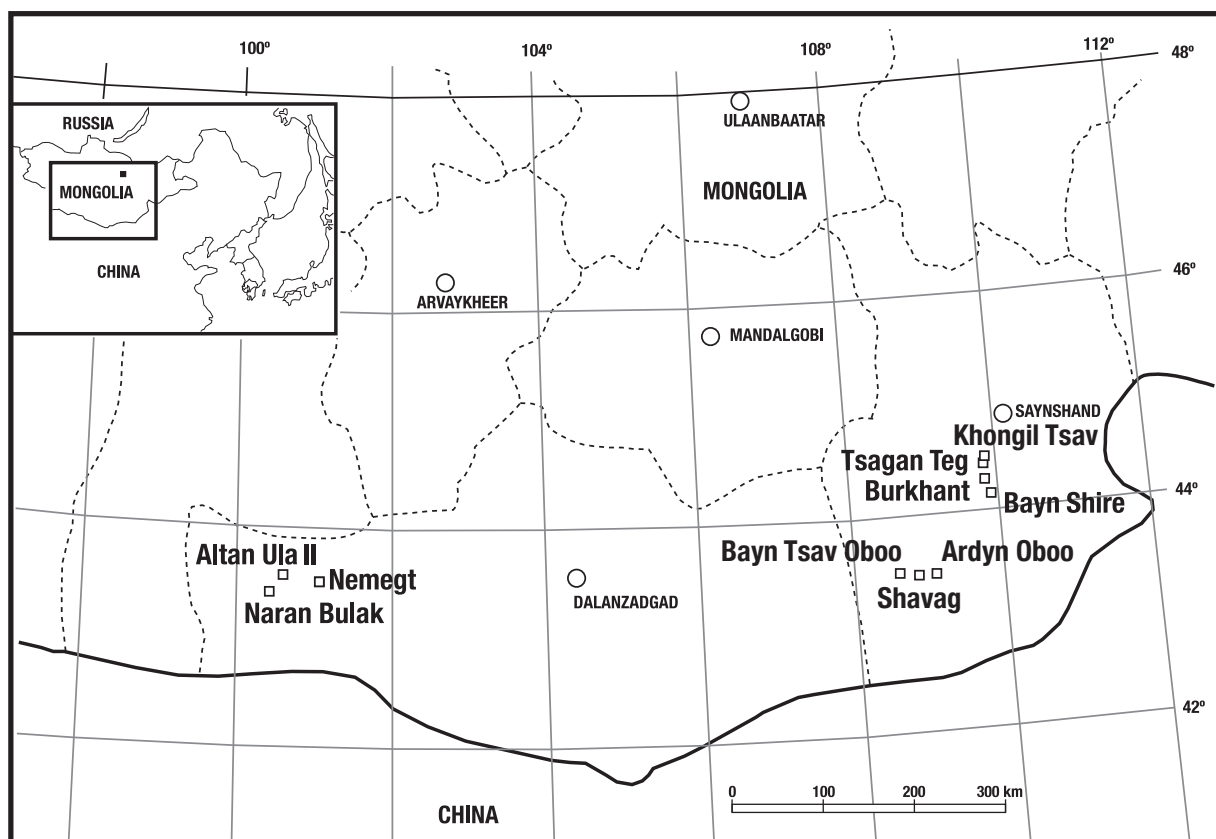 100º
104º
108º
112º
48º
RUSSIA
ULAANBAATAR
MONGOLIA
MONGOLIA
CHINA
46º
ARVAYKHEER
MANDALGOBI
SAYNSHAND
Khongil Tsav
Tsagan Teg
Burkhant
44º
Bayn Shire
Altan Ula II
Bayn Tsav Oboo
Ardyn Oboo
Nemegt
DALANZADGAD
Shavag
Naran Bulak
42º
0 100 200 300 km
CHINA